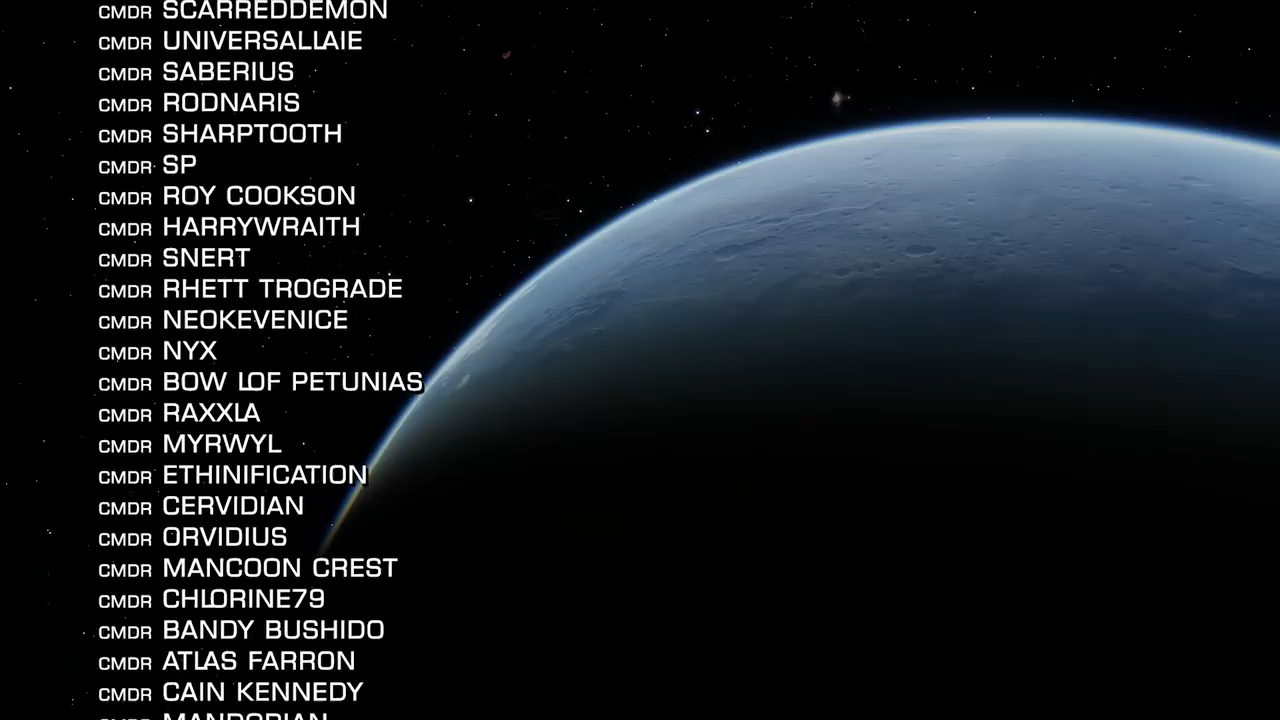 CMDR SCARREDDEMON
CMDR UNIVERSALLAIE
CMDR SABERIUS
CMDR RODNARIS
CMDR SHARPTOOTH
CMDR SP
CMDR ROY COOKSON
CMDR HARRYWRAITH
CMDR SNERT
CMDR RHETT TROGRADE
CMDR NEOKEVENICE
CMDR NYX
CMDR BOW LOF PETUNIAS
CMDR RAXXLA
CMDR MYRWYL
CMDR ETHINIFICATION
CMDR CERVIDIAN
CMDR ORVIDIUS
CMDR MANCOON CREST
CMDR CHLORINE79
CMDR BANDY BUSHIDO
CMDR ATLAS FARRON
CMDR CAIN KENNEDY
CMDR